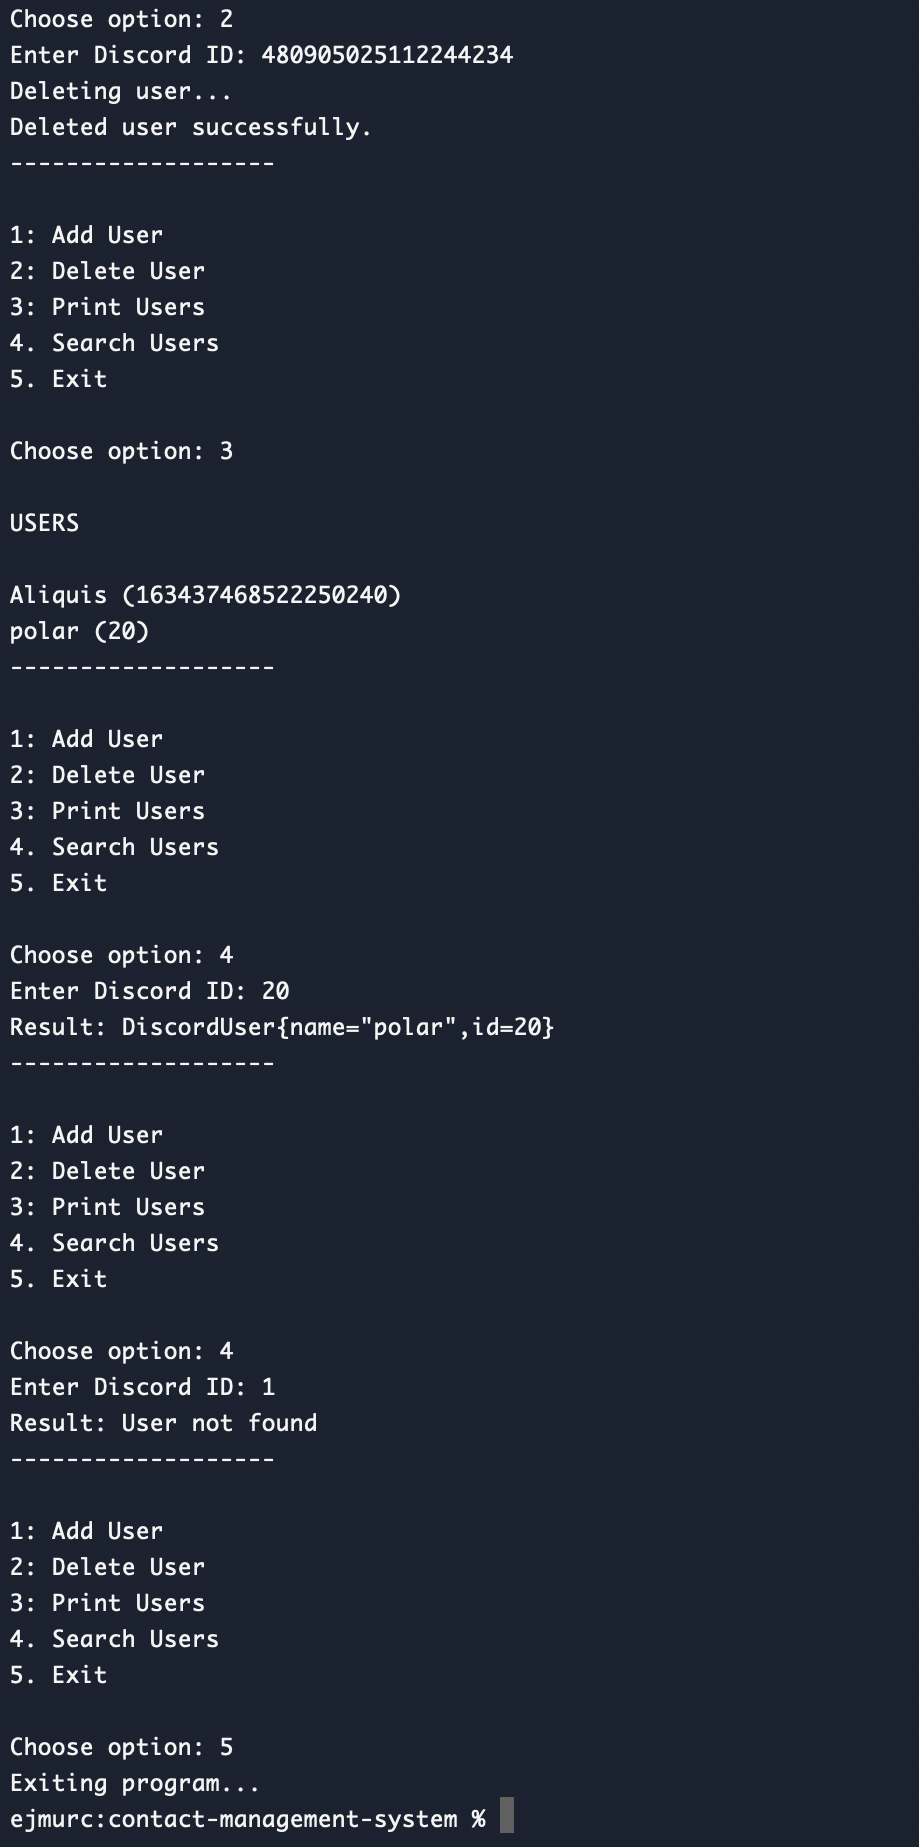 Choose option: 2
Enter Discord ID: 480905025112244234
Deleting user...
Deleted user successfully.
-------------------
1: Add User
2: Delete User
3: Print Users
4. Search Users
5. Exit
Choose option: 3
USERS
Aliquis (163437468522250240)
polar (20)
-------------------
1: Add User
2: Delete User
3: Print Users
4. Search Users
5. Exit
Choose option: 4
Enter Discord ID: 20
Result: DiscordUser{name="polar",id=20}
-------------------
1: Add User
2: Delete User
3: Print Users
4. Search Users
5. Exit
Choose option: 4
Enter Discord ID: 1
Result: User not found
-------------------
1: Add User
2: Delete User
3: Print Users
4. Search Users
5. Exit
Choose option: 5
Exiting program...
ejmurc:contact-management-system %